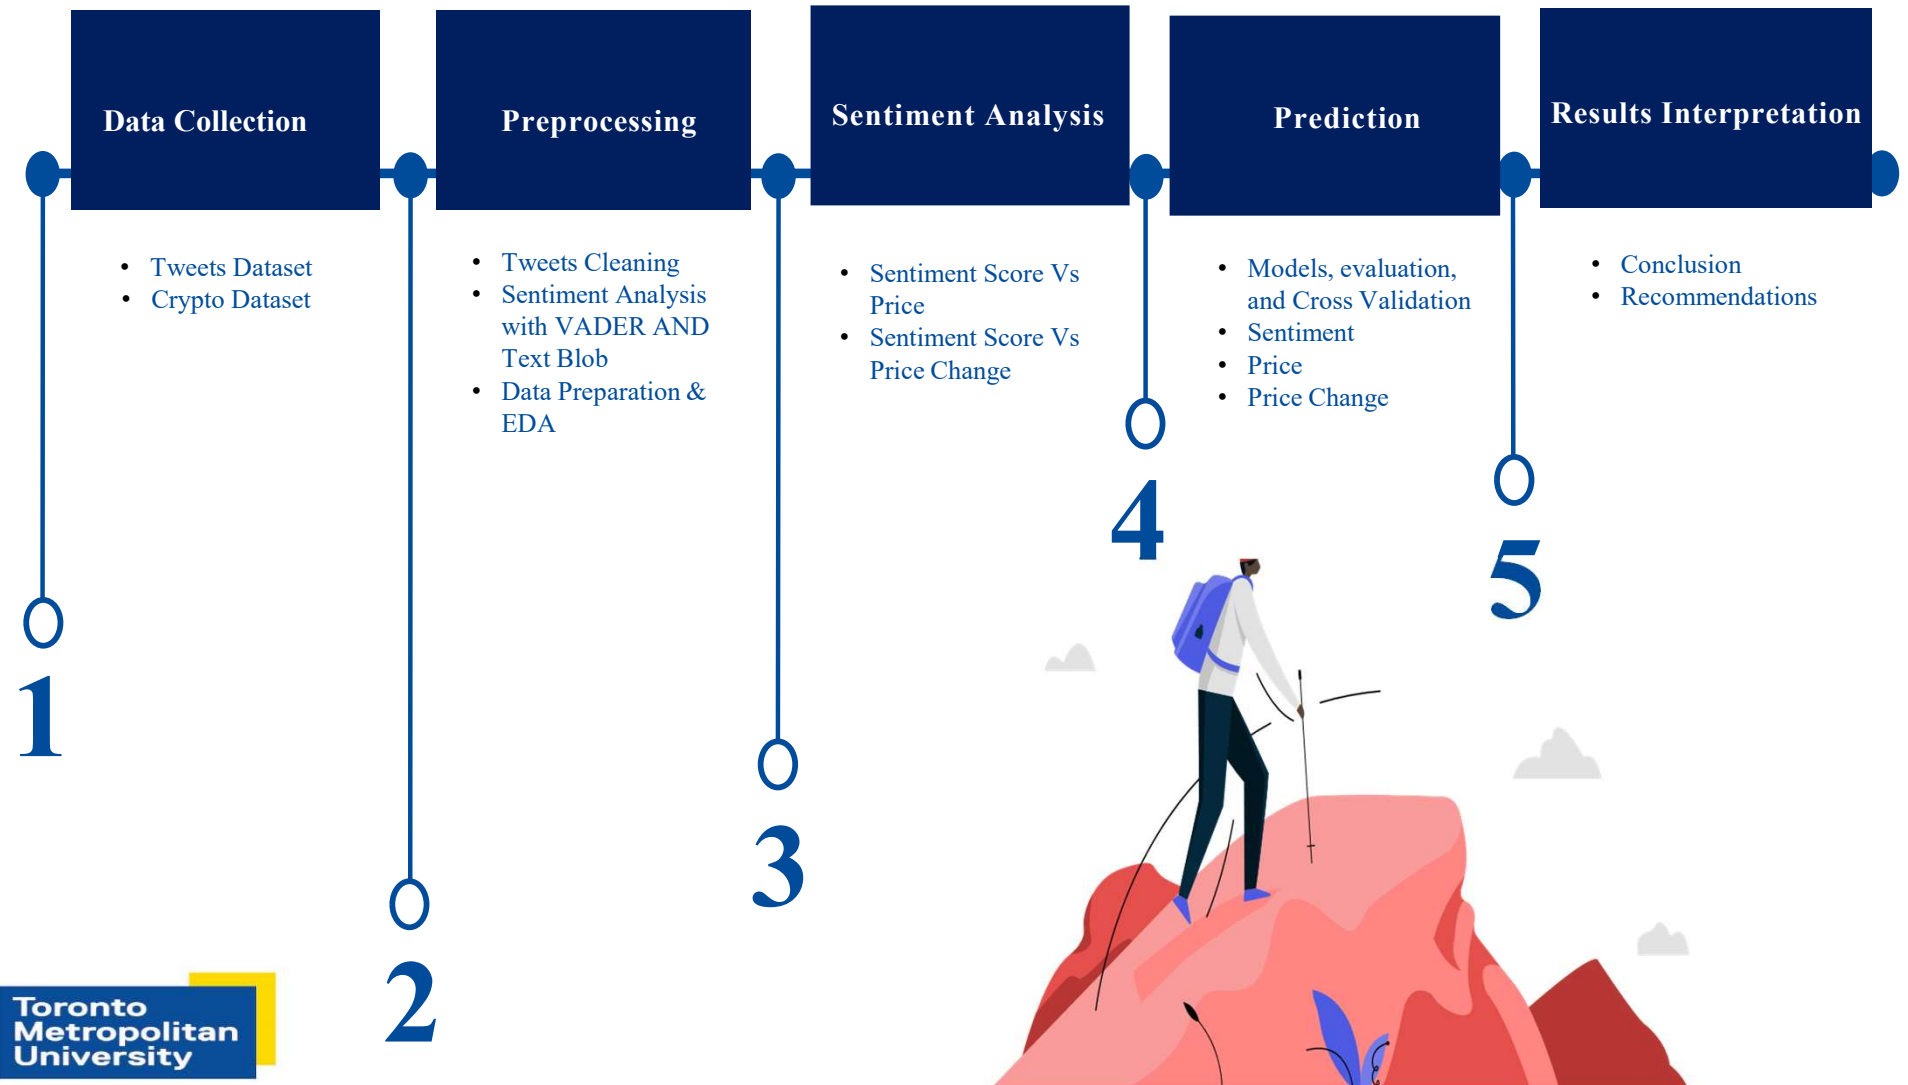 Data Collection
Preprocessing
Sentiment Analysis
Prediction
Results Interpretation
• Tweets Dataset
• Crypto Dataset
• Tweets Cleaning
• Sentiment Analysis
with VADER AND
Text Blob
• Data Preparation &
EDA
• Sentiment Score Vs
Price
• Sentiment Score Vs
Price Change
• Models, evaluation,
and Cross Validation
• Sentiment
• Price
• Price Change
• Conclusion
• Recommendations
1
2
3
4
5
Toronto
Metropolitan
University